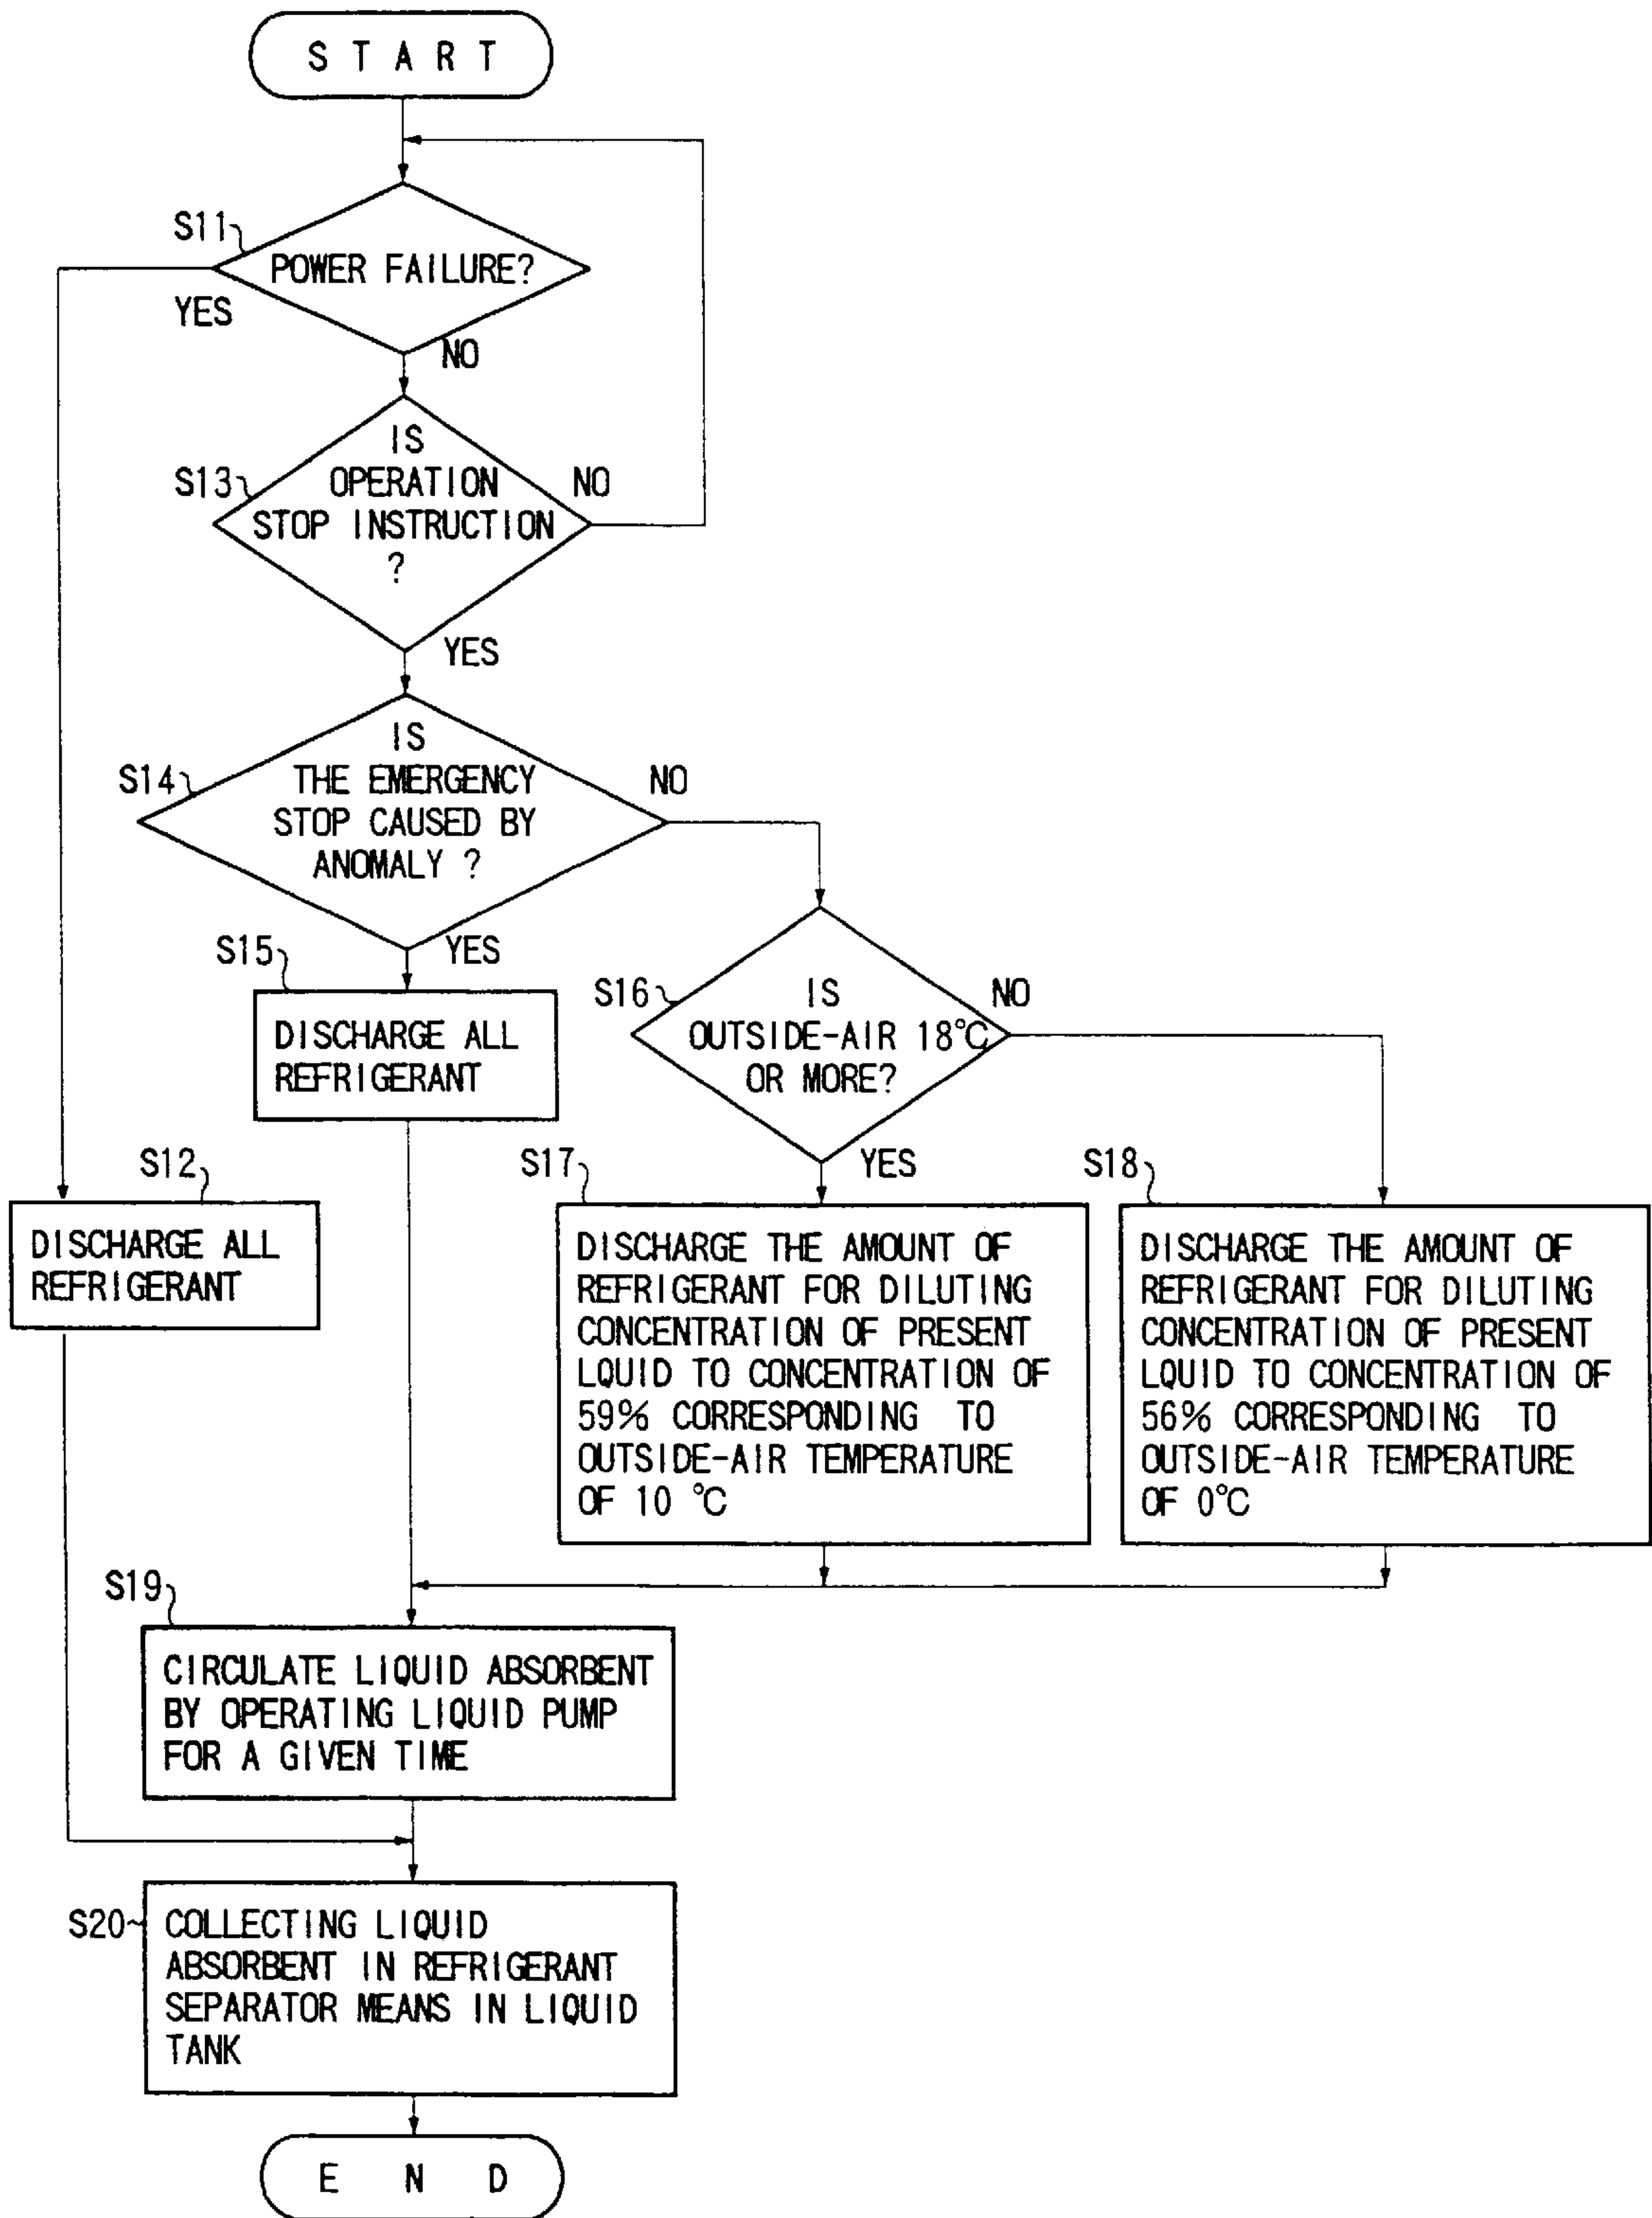 START
S11
POWER FAILURE?
YES
NO
IS
OPERATION
STOP INSTRUCTION
?
S13
NO
YES
IS
THE EMERGENCY
STOP CAUSED BY
ANOMALY ?
S14
NO
YES
S15
DISCHARGE ALL
REFRIGERANT
S16
IS
OUTSIDE-AIR 18°C
OR MORE?
NO
YES
S12
DISCHARGE ALL
REFRIGERANT
S17
DISCHARGE THE AMOUNT OF
REFRIGERANT FOR DILUTING
CONCENTRATION OF PRESENT
LQUID TO CONCENTRATION OF
59% CORRESPONDING TO
OUTSIDE-AIR TEMPERATURE
OF 10 °C
S18
DISCHARGE THE AMOUNT OF
REFRIGERANT FOR DILUTING
CONCENTRATION OF PRESENT
LQUID TO CONCENTRATION OF
56% CORRESPONDING TO
OUTSIDE-AIR TEMPERATURE
OF 0°C
S19
CIRCULATE LIQUID ABSORBENT
BY OPERATING LIQUID PUMP
FOR A GIVEN TIME
S20
COLLECTING LIQUID
ABSORBENT IN REFRIGERANT
SEPARATOR MEANS IN LIQUID
TANK
END